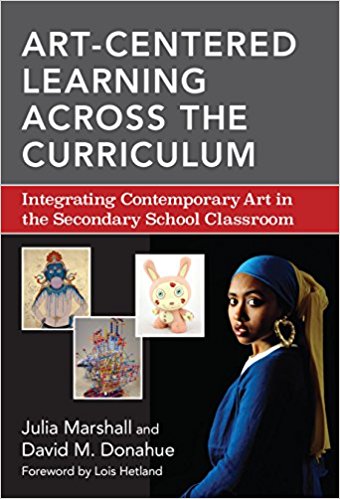 ART-CENTERED
LEARNING
ACROSS THE
CURRICULUM
Integrating Contemporary Art in
the Secondary School Classroom
Julia Marshall and
David M. Donahue
Foreword by Lois Hetland